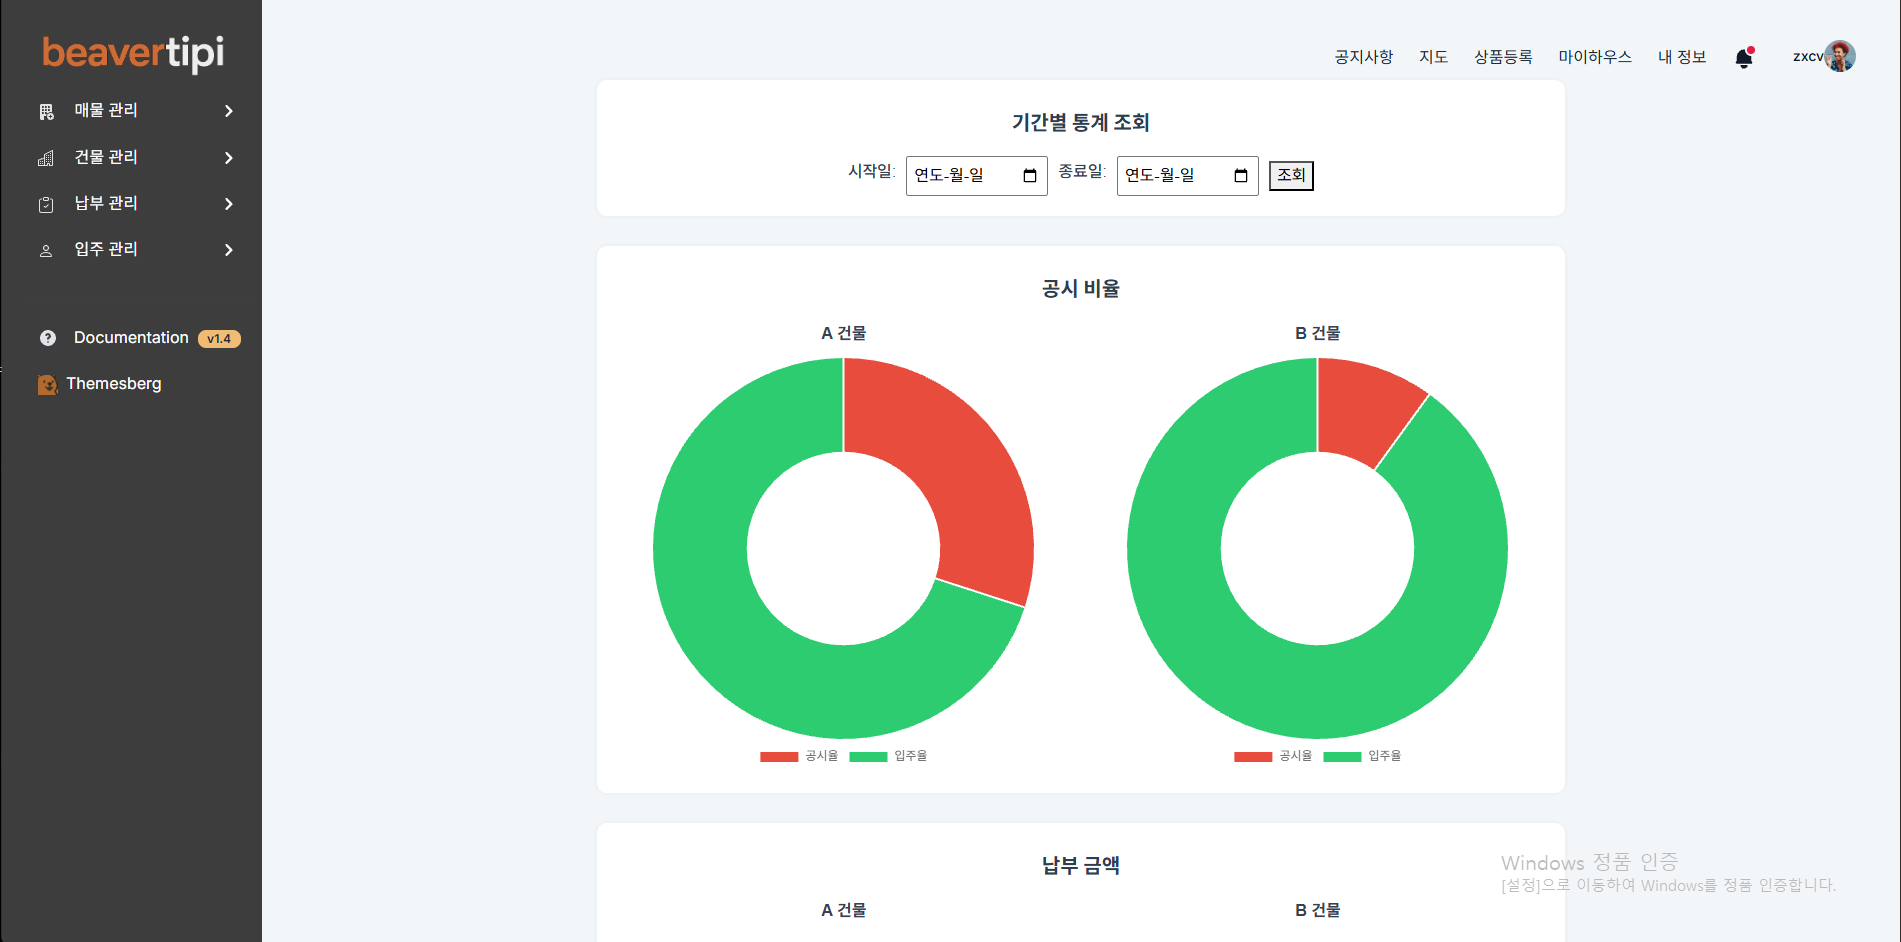 beavertipi
매물 관리
건물 관리
납부 관리
입주 관리
Documentation v1.4
Themesberg
공지사항 지도 상품등록 마이하우스 내 정보 zxcv
기간별 통계 조회
시작일: 연도-월-일 종료일: 연도-월-일 조회
공시 비율
A 건물 B 건물
공시율 입주율 공시율 입주율
납부 금액
A 건물 B 건물
Windows 정품 인증
[설정]으로 이동하여 Windows를 정품 인증합니다.